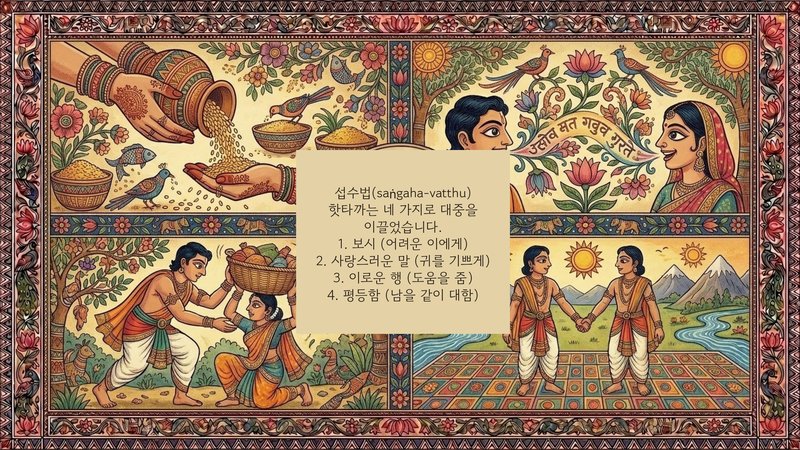 섭수법(saṅgaha-vatthu)
핫타까는 네 가지로 대중을
이끌었습니다.
1. 보시 (어려운 이에게)
2. 사랑스러운 말 (귀를 기쁘게)
3. 이로운 행 (도움을 줌)
4. 평등함 (남을 같이 대함)